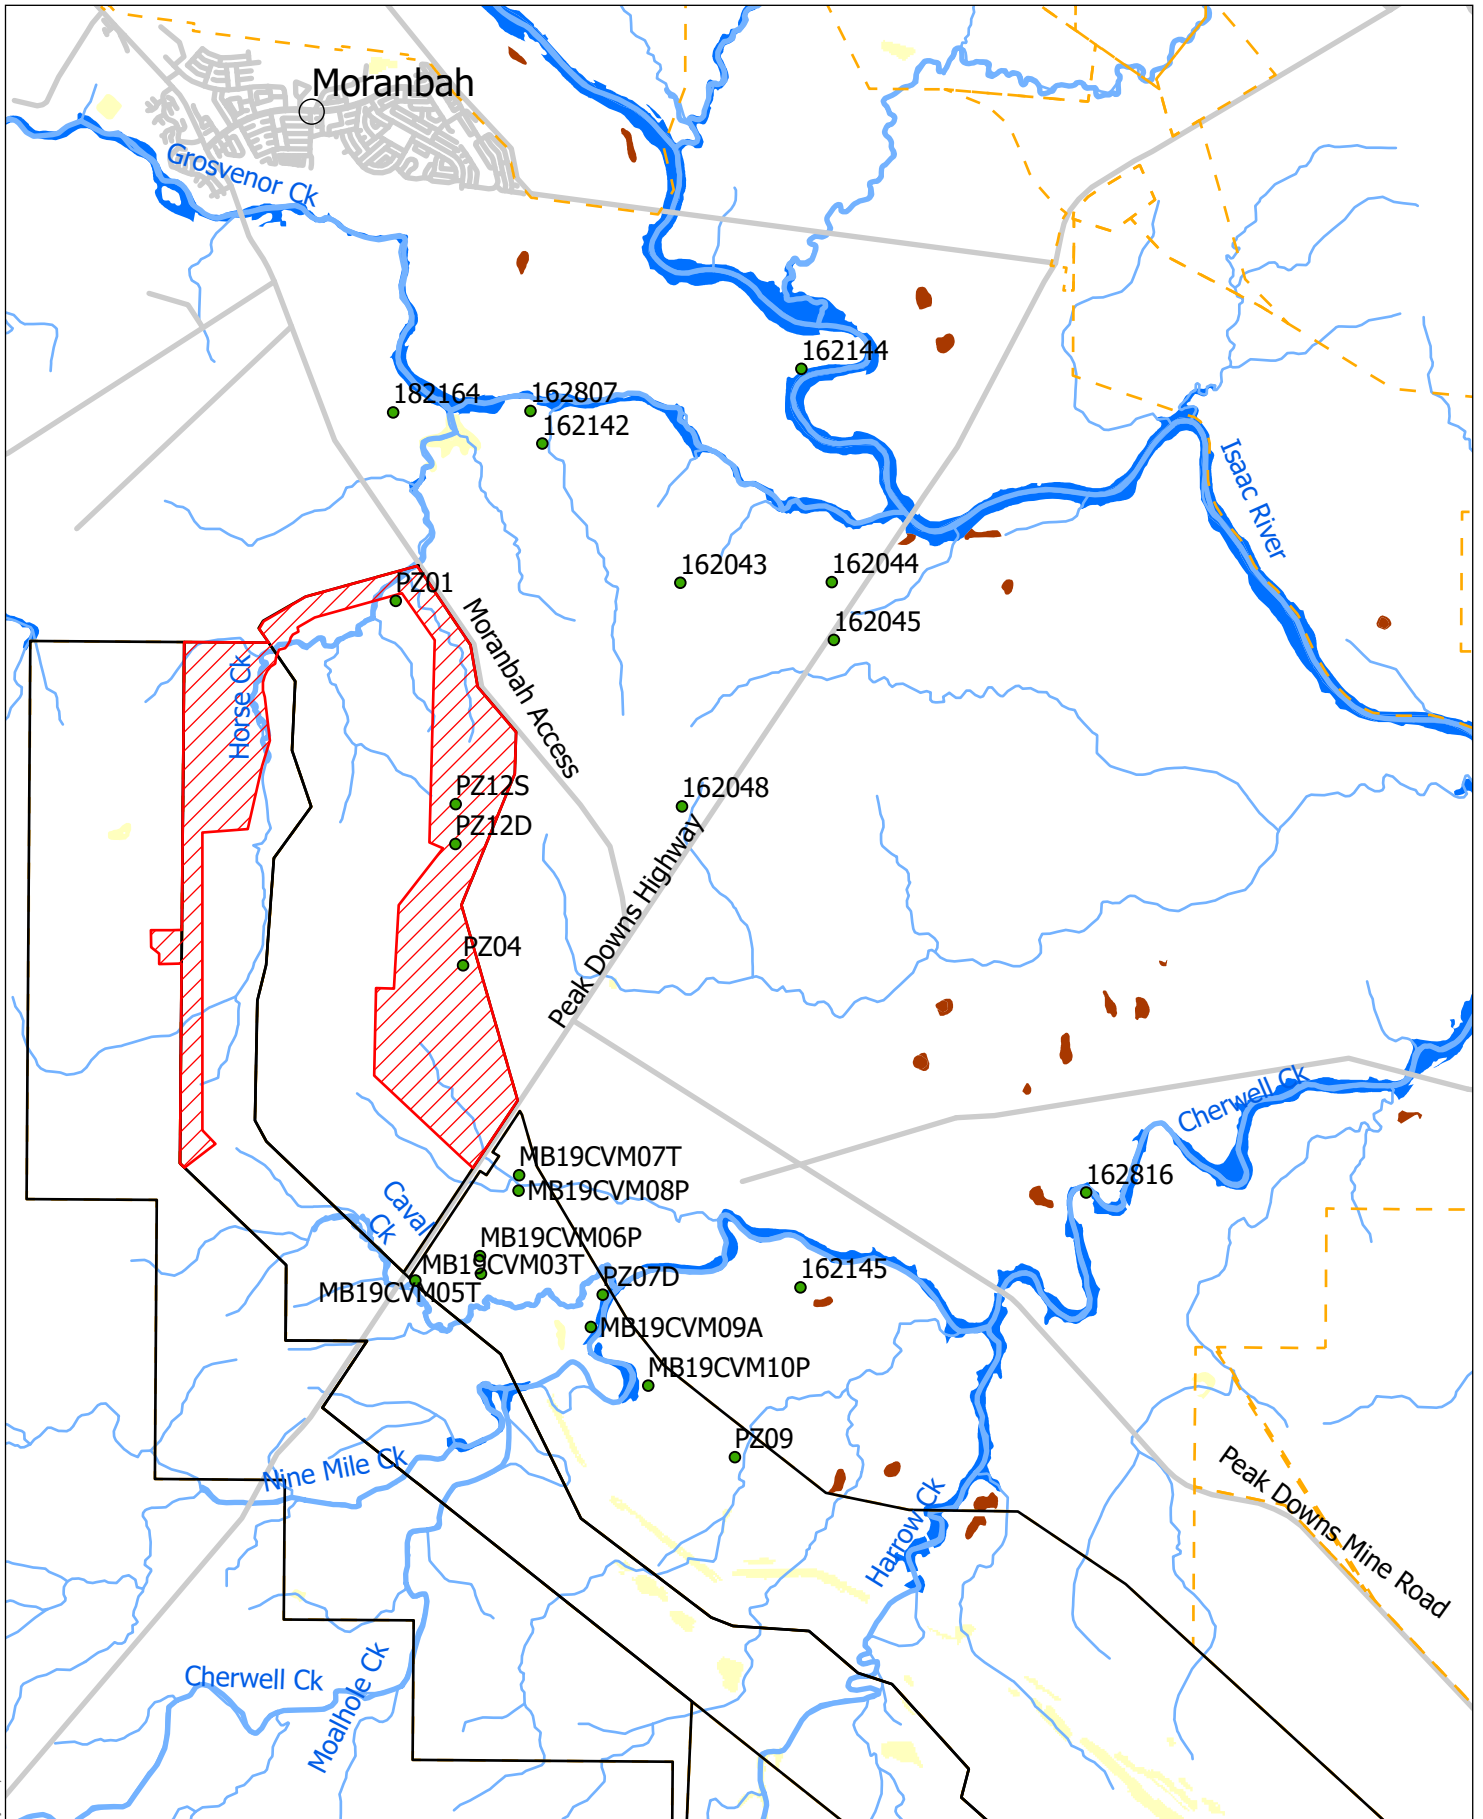 Moranbah
Grosvenor Ck
162144
182164
162807
162142
Isaac River
162043
162044
PZ01
162045
Moranbah Access
Horse Ck
PZ12S
162048
PZ12D
Peak Downs Highway
PZ04
Cherwell Ck
MB19CVM07T
162816
MB19CVM08P
Caval
Ck
MB19CVM06P
MB19CVM03T
162145
PZ07D
MB19CVM05T
MB19CVM09A
MB19CVM10P
PZ09
Nine Mile Ck
Peak Downs Mine Road
Harrow Ck
Cherwell Ck
Moalhole Ck